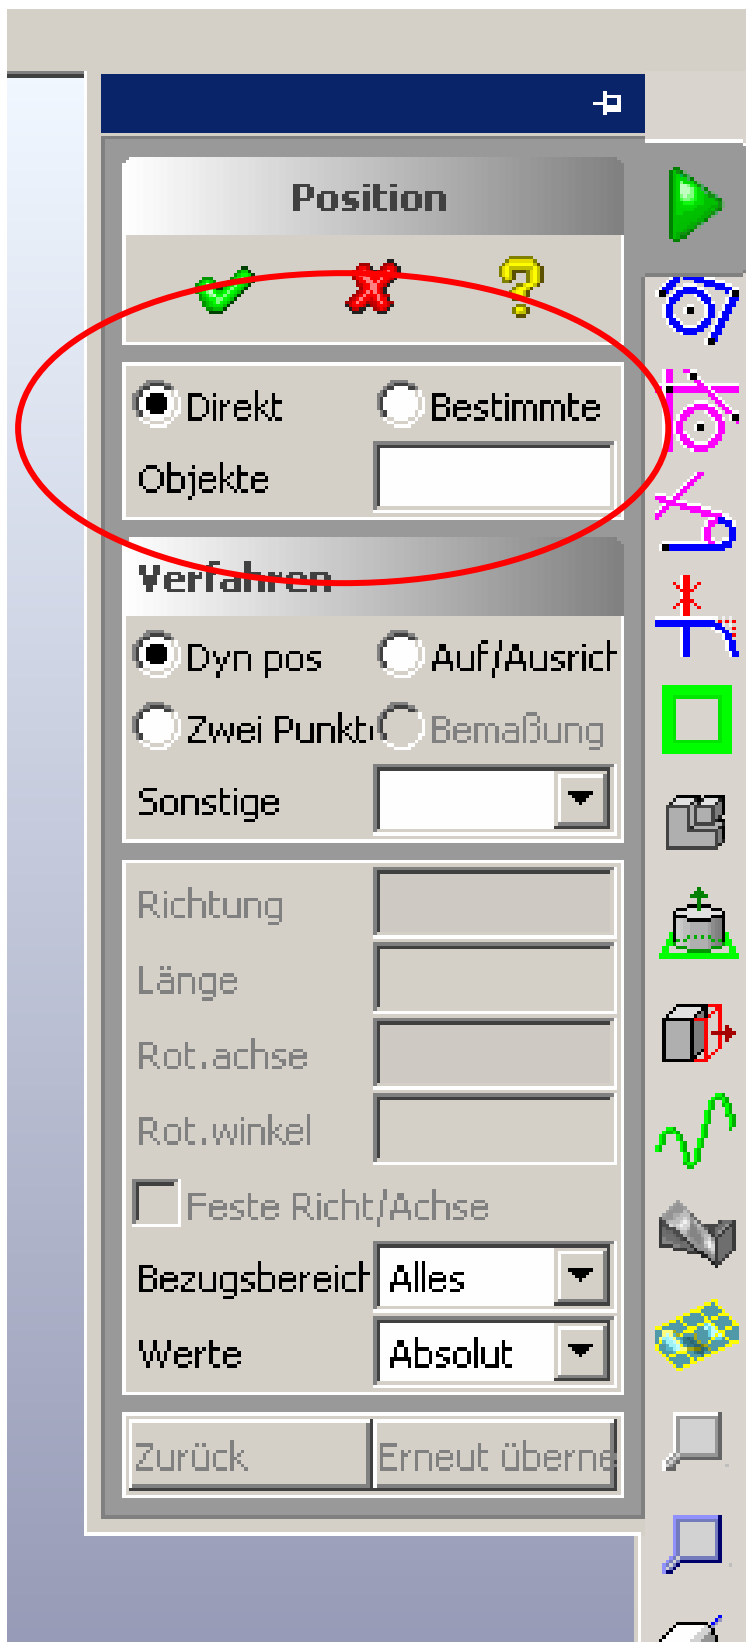 Position
Direkt Bestimmte
Objekte
Verfahren
Dyn pos Auf/Ausrich
Zwei Punkt Bemaßung
Sonstige
Richtung
Länge
Rot.achse
Rot.winkel
Feste Richt/Achse
Bezugsbereich Alles
Werte Absolut
Zurück Erneut überne